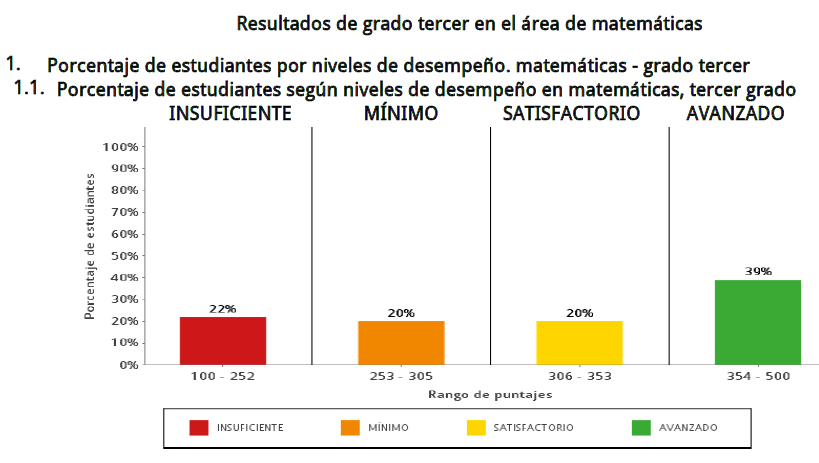 Resultados de grado tercer en el área de matemáticas
1. Porcentaje de estudiantes por niveles de desempeño. matemáticas - grado tercer
1.1. Porcentaje de estudiantes según niveles de desempeño en matemáticas, tercer grado
INSUFICIENTE MÍNIMO SATISFACTORIO AVANZADO
100%
90%
80%
70%
60%
50%
40%
30%
20%
10%
0%
Porcentaje de estudiantes
22% 20% 20% 39%
100 - 252 253 - 305 306 - 353 354 - 500
Rango de puntajes
INSUFICIENTE MÍNIMO SATISFACTORIO AVANZADO